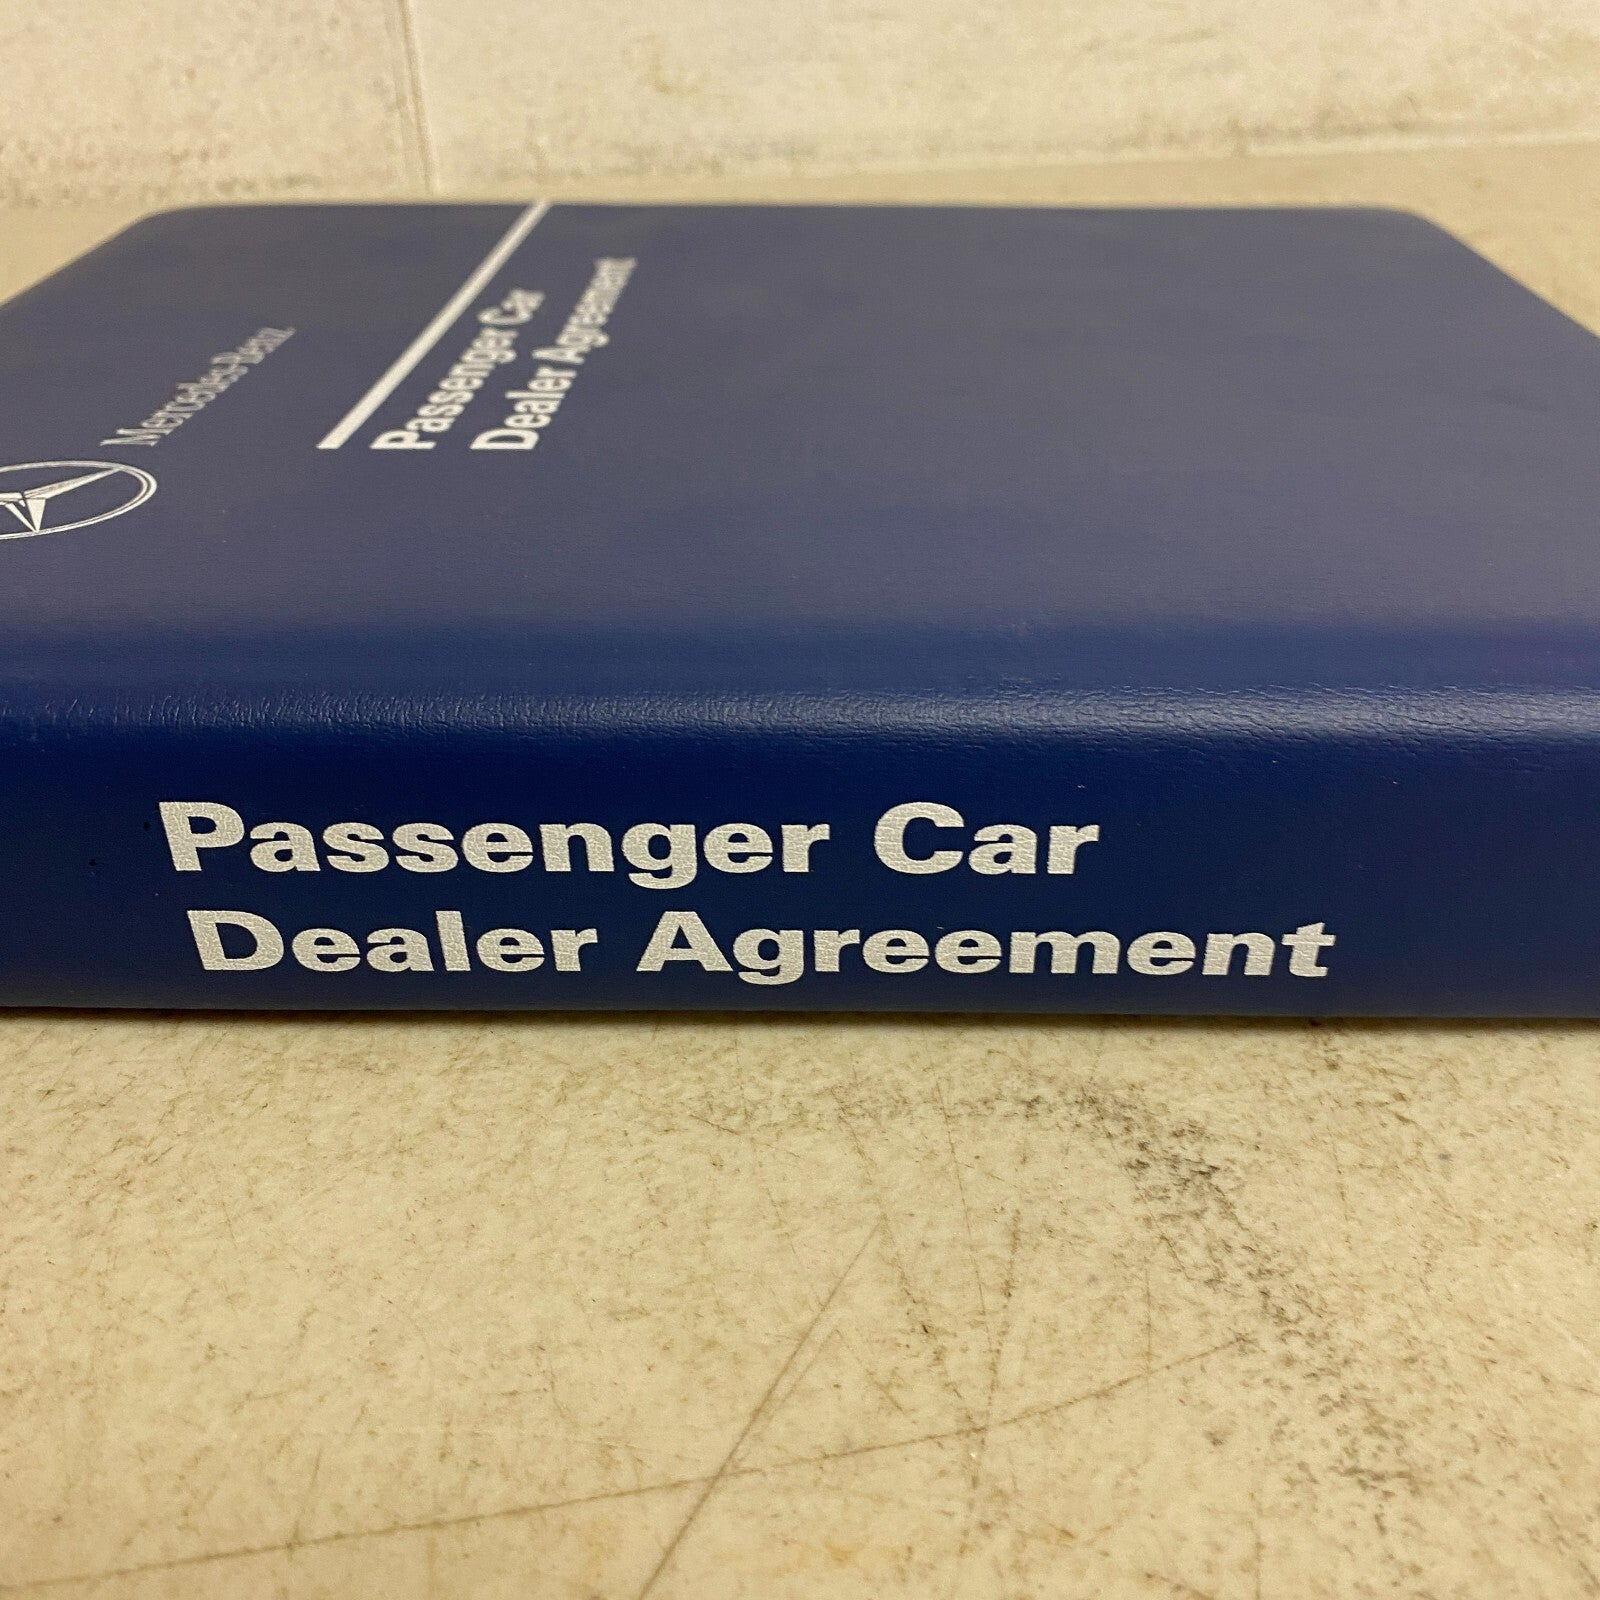 Mercedes-Benz
Passenger Car
Dealer Agreement
Passenger Car
Dealer Agreement